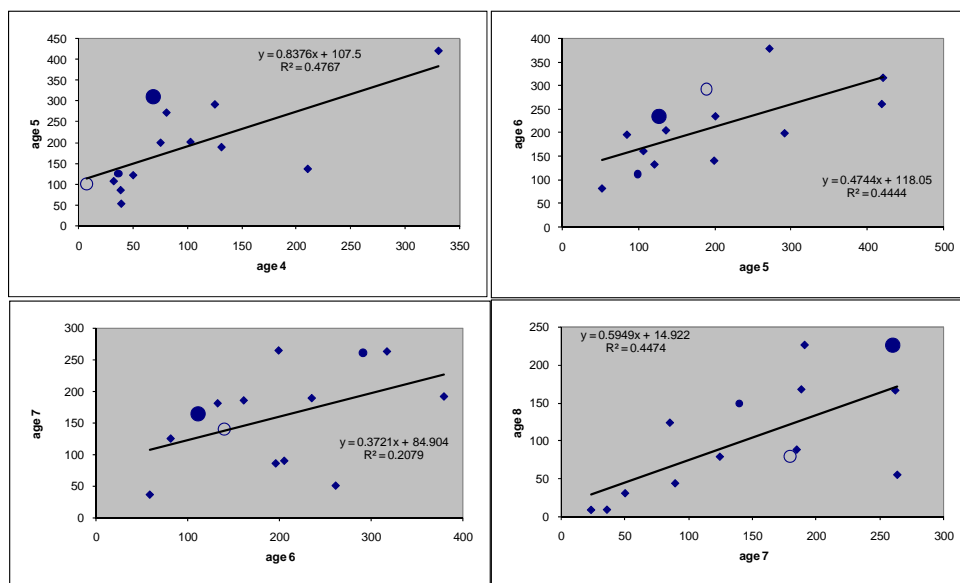 450
400
350
300
250
200
150
100
50
0
age 5
y = 0.8376x + 107.5
R² = 0.4767
0 50 100 150 200 250 300 350
age 4
400
350
300
250
200
150
100
50
0
age 6
y = 0.4744x + 118.05
R² = 0.4444
0 100 200 300 400 500
age 5
300
250
200
150
100
50
0
age 7
y = 0.3721x + 84.904
R² = 0.2079
0 100 200 300 400
age 6
250
200
150
100
50
0
age 8
y = 0.5949x + 14.922
R² = 0.4474
0 50 100 150 200 250 300
age 7